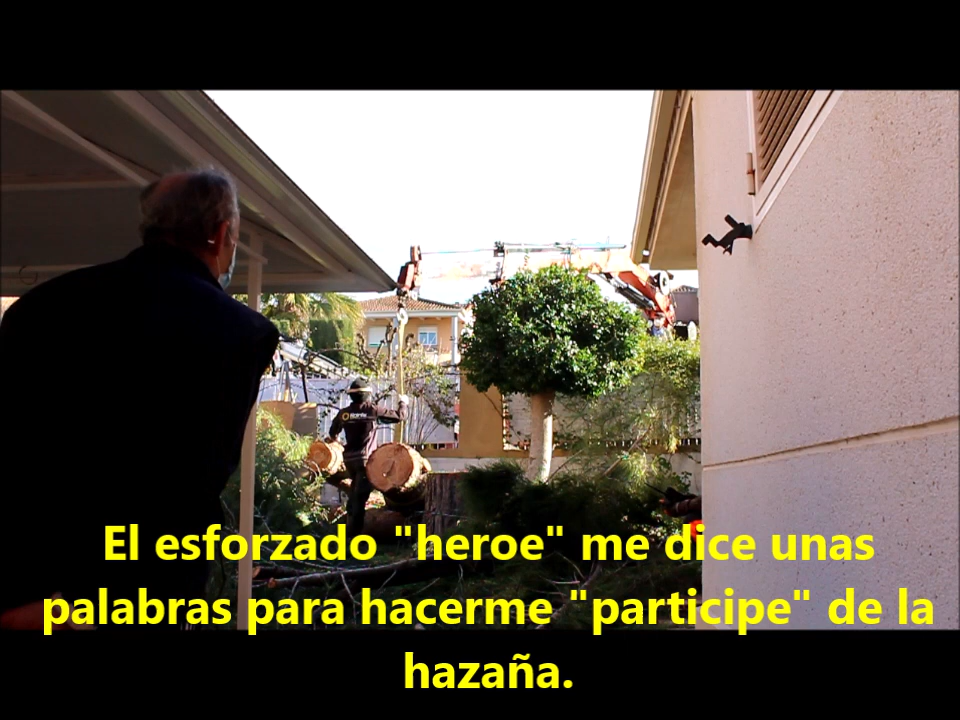 El esforzado "heroe" me dice unas
palabras para hacerme "participe" de la
hazaña.